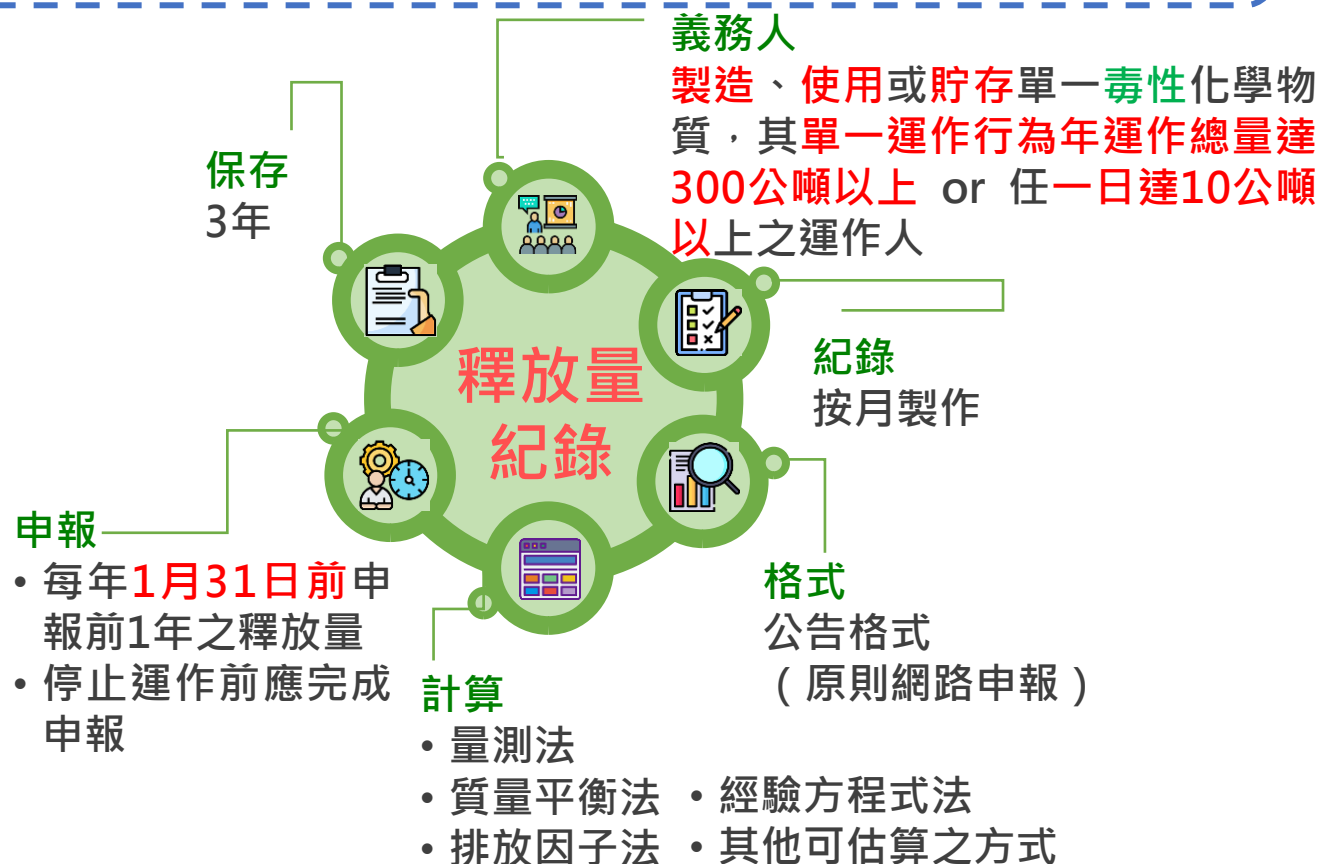 義務人
製造、使用或貯存單一毒性化學物
質，其單一運作行為年運作總量達
300公噸以上 or 任一日達10公噸
以上之運作人
保存
3年
釋放量
紀錄
紀錄
按月製作
申報
• 每年1月31日前申
報前1年之釋放量
• 停止運作前應完成
申報
格式
公告格式
（原則網路申報）
計算
• 量測法
• 質量平衡法 • 經驗方程式法
• 排放因子法 • 其他可估算之方式